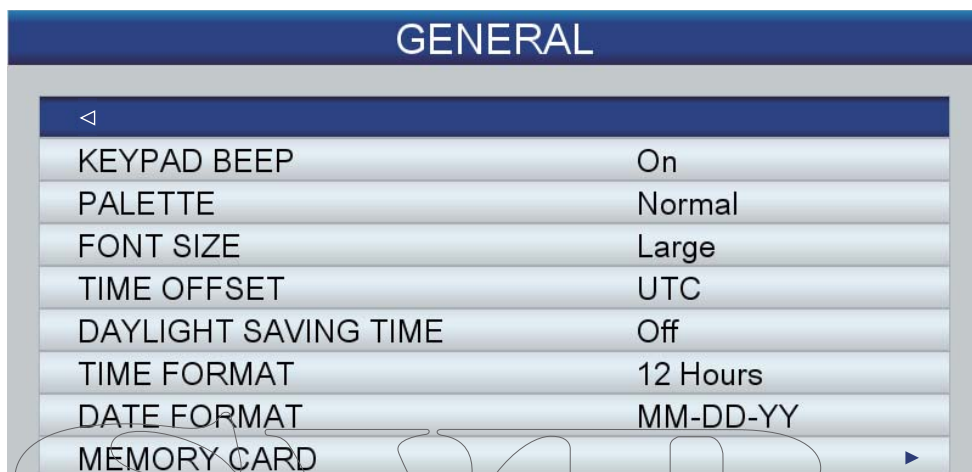 GENERAL
KEYPAD BEEP On
PALETTE Normal
FONT SIZE Large
TIME OFFSET UTC
DAYLIGHT SAVING TIME Off
TIME FORMAT 12 Hours
DATE FORMAT MM-DD-YY
MEMORY CARD